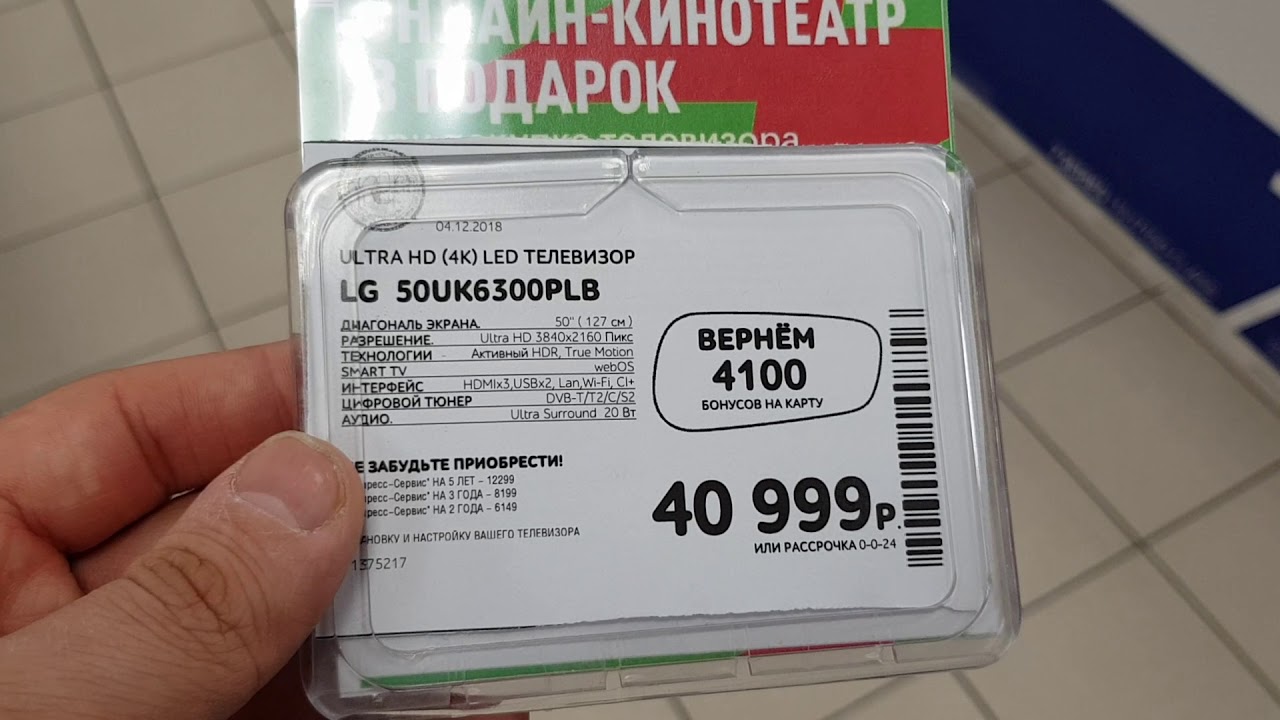 ОНЛАЙН-КИНОТЕАТР
В ПОДАРОК
телевизора
04.12.2018
ULTRA HD (4K) LED ТЕЛЕВИЗОР
LG 50UK6300PLB
ДИАГОНАЛЬ ЭКРАНА. 50" ( 127 см )
РАЗРЕШЕНИЕ. Ultra HD 3840x2160 Пикс
ТЕХНОЛОГИИ Активный HDR, True Motion
SMART TV webOS
ИНТЕРФЕЙС HDMIx3,USBx2, Lan,Wi-Fi, CI+
ЦИФРОВОЙ ТЮНЕР DVB-T/T2/C/S2
АУДИО. Ultra Surround 20 Вт
ВЕРНЁМ
4100
БОНУСОВ НА КАРТУ
Е ЗАБУДЬТЕ ПРИОБРЕСТИ!
ресс-Сервис* НА 5 ЛЕТ - 12299
ресс-Сервис* НА 3 ГОДА - 8199
ресс-Сервис* НА 2 ГОДА - 6149
АНОВКУ И НАСТРОЙКУ ВАШЕГО ТЕЛЕВИЗОРА
1375217
40 999р.
ИЛИ РАССРОЧКА 0-0-24